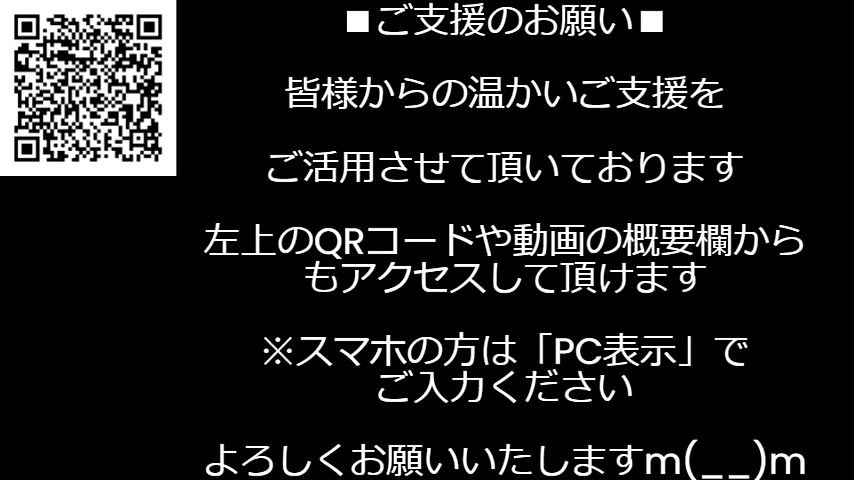 ■ご支援のお願い■
皆様からの温かいご支援を
ご活用させて頂いております
左上のQRコードや動画の概要欄から
もアクセスして頂けます
※スマホの方は「PC表示」で
ご入力ください
よろしくお願いいたしますm(__)m